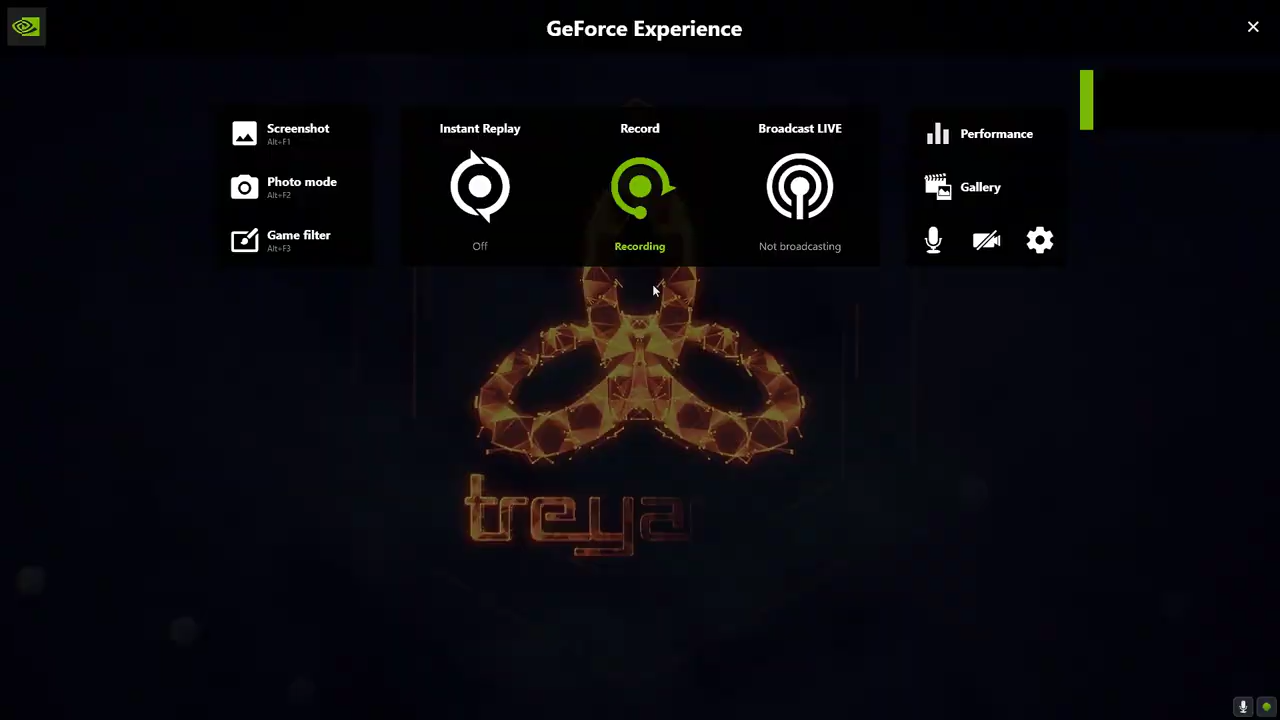 GeForce Experience
Screenshot
Alt+F1
Photo mode
Alt+F2
Game filter
Alt+F3
Instant Replay
Off
Record
Recording
Broadcast LIVE
Not broadcasting
Performance
Gallery
treya